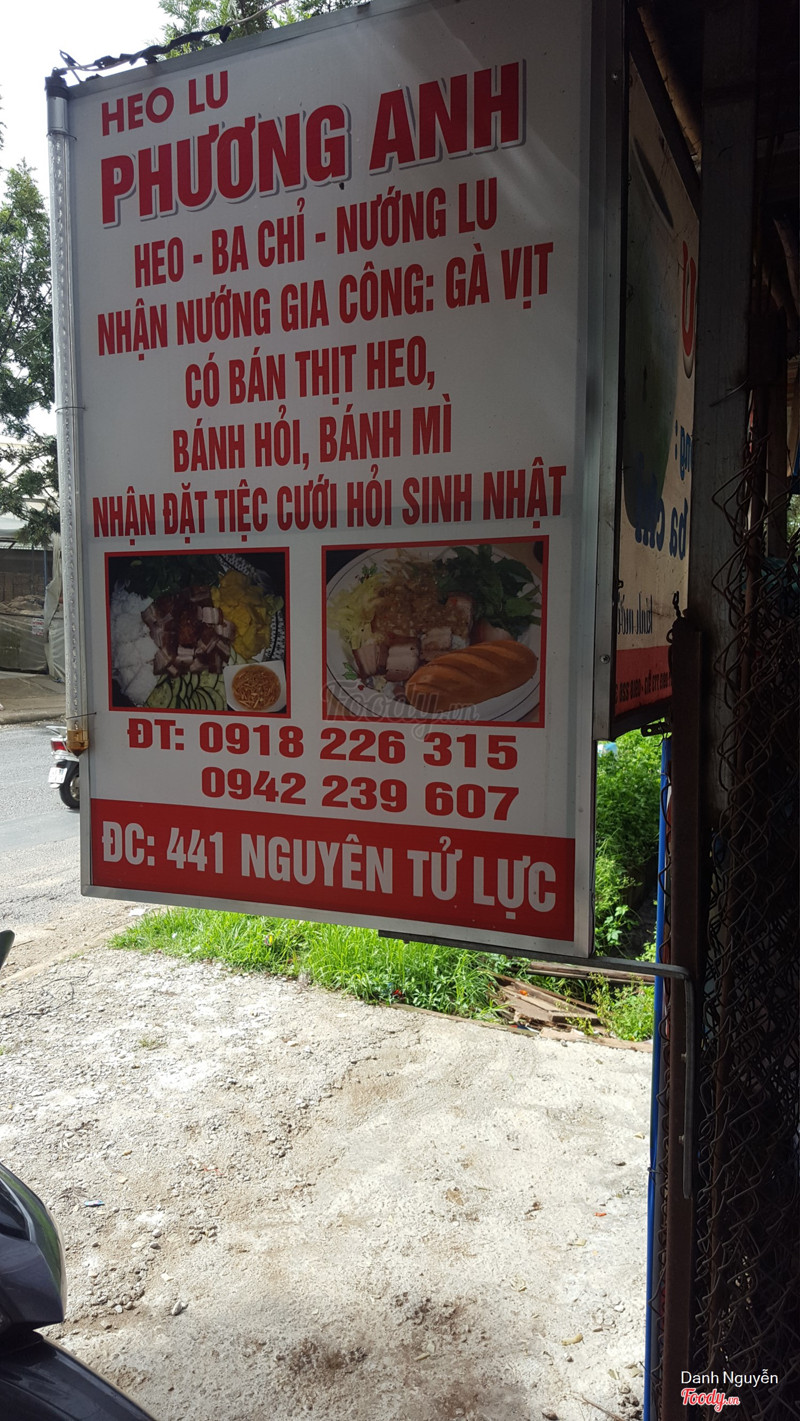 HEO LU
PHƯƠNG ANH
HEO - BA CHỈ - NƯỚNG LU
NHẬN NƯỚNG GIA CÔNG: GÀ VỊT
CÓ BÁN THỊT HEO,
BÁNH HỎI, BÁNH MÌ
NHẬN ĐẶT TIỆC CƯỚI HỎI SINH NHẬT
Foody.vn
ĐT: 0918 226 315
0942 239 607
ĐC: 441 NGUYÊN TỬ LỰC
Danh Nguyễn
Foody.vn